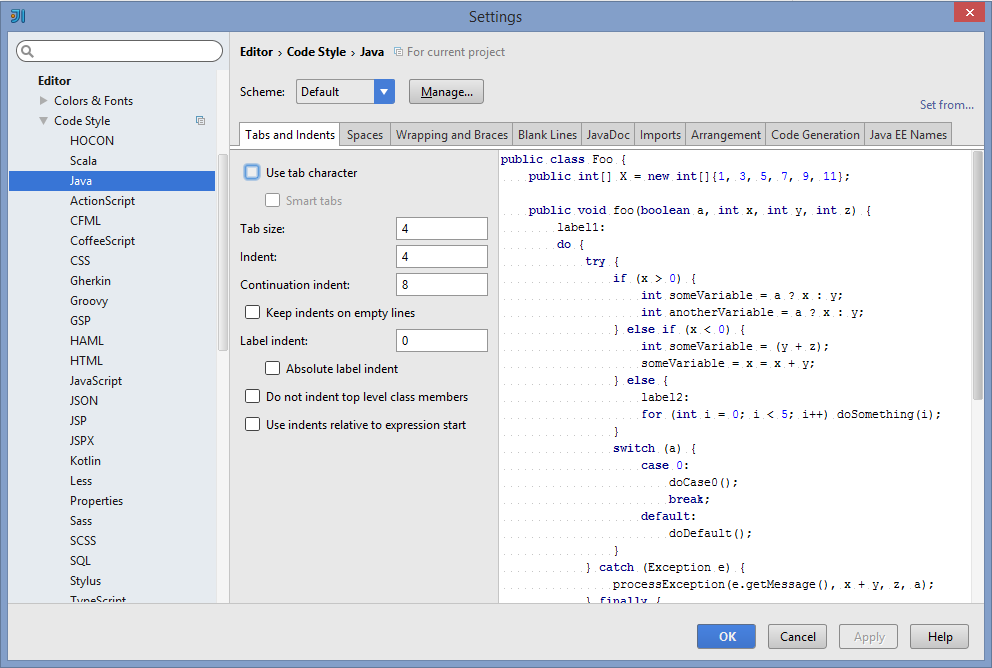 Settings
Editor
Colors & Fonts
Code Style
HOCON
Scala
Java
ActionScript
CFML
CoffeeScript
CSS
Gherkin
Groovy
GSP
HAML
HTML
JavaScript
JSON
JSP
JSPX
Kotlin
Less
Properties
Sass
SCSS
SQL
Stylus
TypeScript
Editor › Code Style › Java For current project
Scheme: Default Manage...
Set from...
Tabs and Indents Spaces Wrapping and Braces Blank Lines JavaDoc Imports Arrangement Code Generation Java EE Names
Use tab character
Smart tabs
Tab size: 4
Indent: 4
Continuation indent: 8
Keep indents on empty lines
Label indent: 0
Absolute label indent
Do not indent top level class members
Use indents relative to expression start
public class Foo {
    public int[] X = new int[]{1, 3, 5, 7, 9, 11};
    public void foo(boolean a, int x, int y, int z) {
        label1:
        do {
            try {
                if (x > 0) {
                    int someVariable = a ? x : y;
                    int anotherVariable = a ? x : y;
                } else if (x < 0) {
                    int someVariable = (y + z);
                    someVariable = x = x + y;
                } else {
                    label2:
                    for (int i = 0; i < 5; i++) doSomething(i);
                }
                switch (a) {
                    case 0:
                        doCase0();
                        break;
                    default:
                        doDefault();
                }
            } catch (Exception e) {
                processException(e.getMessage(), x + y, z, a);
            } finally {
OK Cancel Apply Help